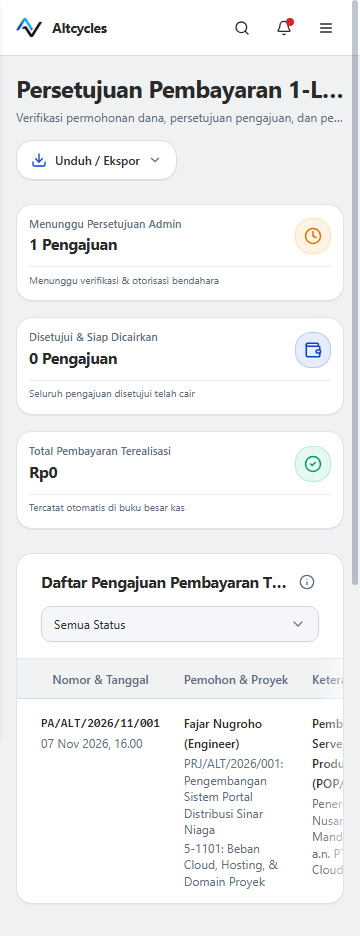 Altcycles
Persetujuan Pembayaran 1-L...
Verifikasi permohonan dana, persetujuan pengajuan, dan pe...
Unduh / Ekspor
Menunggu Persetujuan Admin
1 Pengajuan
Menunggu verifikasi & otorisasi bendahara
Disetujui & Siap Dicairkan
0 Pengajuan
Seluruh pengajuan disetujui telah cair
Total Pembayaran Terealisasi
Rp0
Tercatat otomatis di buku besar kas
Daftar Pengajuan Pembayaran T...
Semua Status
Nomor & Tanggal
Pemohon & Proyek
Ketera
PA/ALT/2026/11/001
07 Nov 2026, 16.00
Fajar Nugroho
(Engineer)
PRJ/ALT/2026/001:
Pengembangan
Sistem Portal
Distribusi Sinar
Niaga
5-1101: Beban
Cloud, Hosting, &
Domain Proyek
Pemb
Serve
Produ
(POP/
Pener
Nusar
Mand
a.n. PT
Cloud